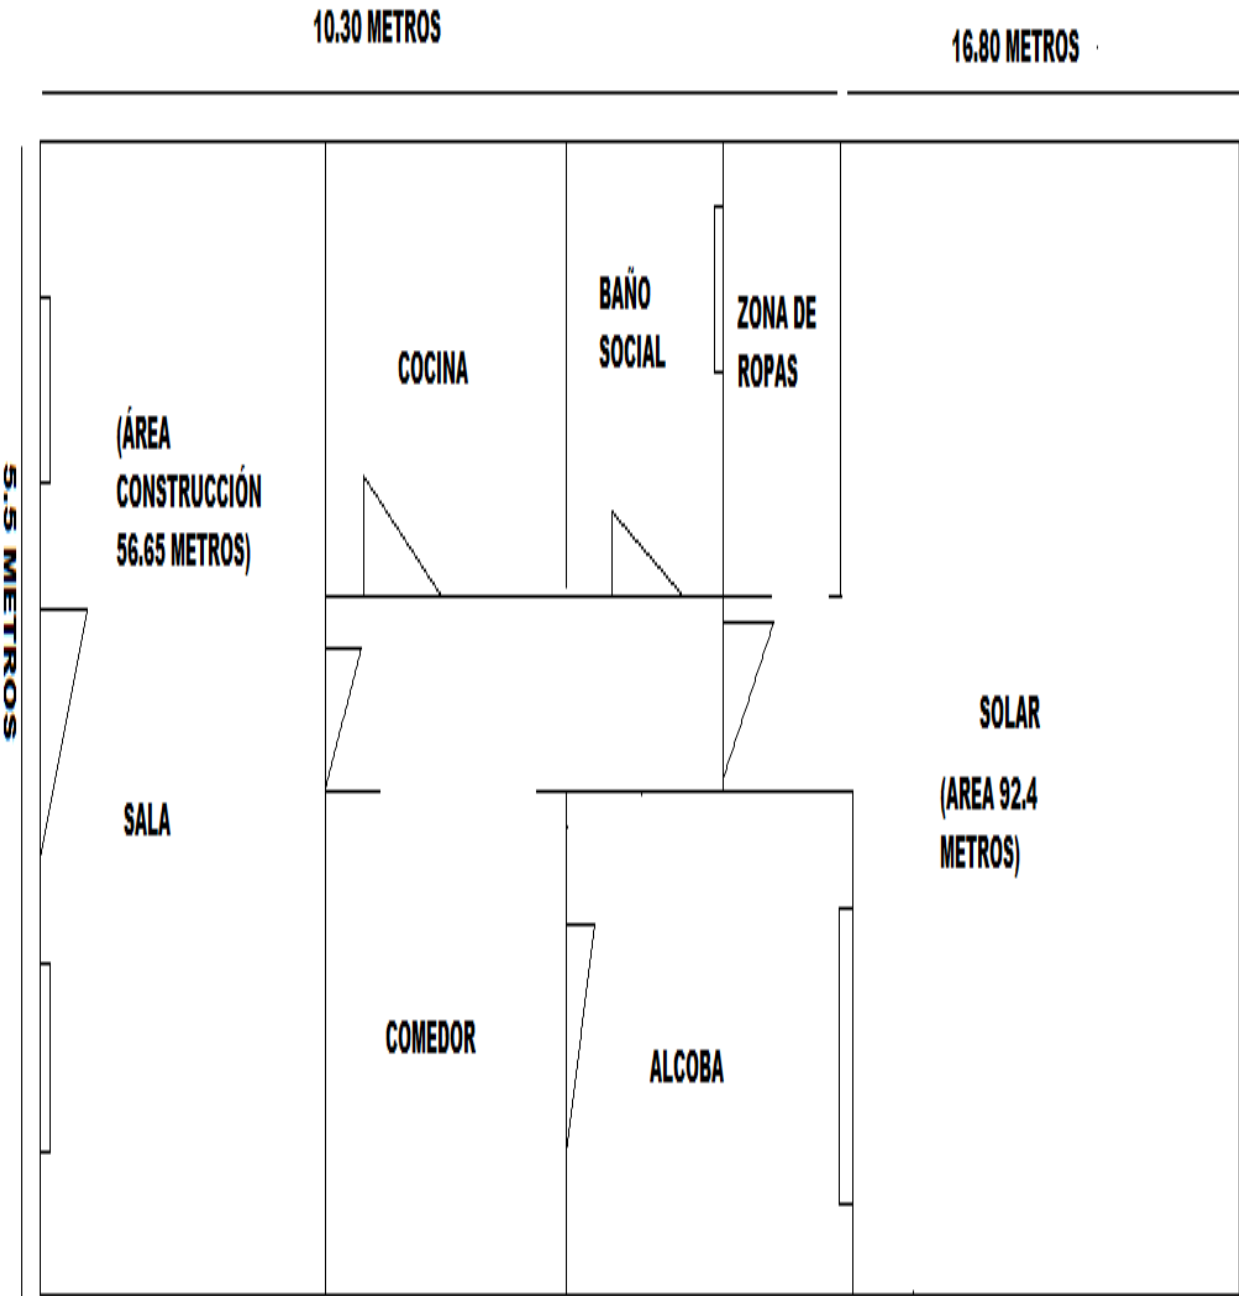 10.30 METROS
16.80 METROS
5.5 METROS
(ÁREA
CONSTRUCCIÓN
56.65 METROS)
SALA
COCINA
BAÑO
SOCIAL
ZONA DE
ROPAS
COMEDOR
ALCOBA
SOLAR
(AREA 92.4
METROS)